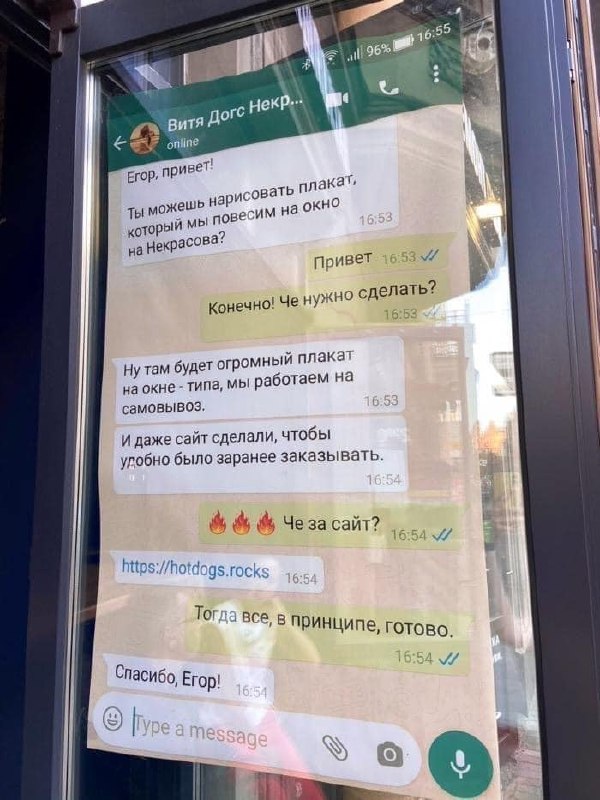 96% 16:55
Витя Догс Некр...
online
Егор, привет!
Ты можешь нарисовать плакат,
который мы повесим на окно
на Некрасова?
16:53
Привет 16:53
Конечно! Че нужно сделать?
16:53
Ну там будет огромный плакат
на окне - типа, мы работаем на
самовывоз.
16:53
И даже сайт сделали, чтобы
удобно было заранее заказывать.
16:54
🔥🔥🔥 Че за сайт? 16:54
https://hotdogs.rocks 16:54
Тогда все, в принципе, готово.
16:54
Спасибо, Егор! 16:54
Type a message